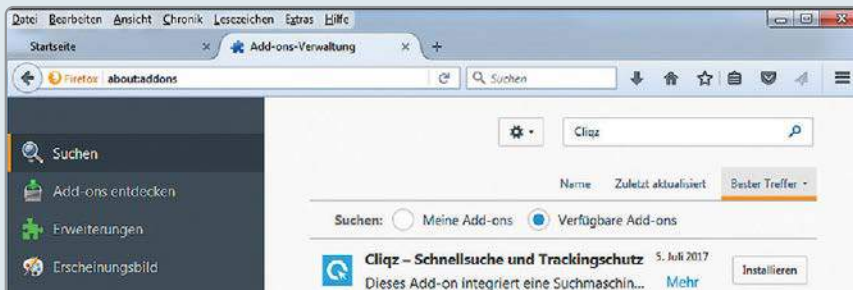 Datei Bearbeiten Ansicht Chronik Lesezeichen Extras Hilfe
Startseite × Add-ons-Verwaltung × +
Firefox about:addons Suchen
Cliqz
Suchen
Add-ons entdecken
Erweiterungen
Erscheinungsbild
Name Zuletzt aktualisiert Bester Treffer
Suchen: Meine Add-ons Verfügbare Add-ons
Cliqz – Schnellsuche und Trackingschutz 5. Juli 2017
Dieses Add-on integriert eine Suchmaschin... Mehr
Installieren